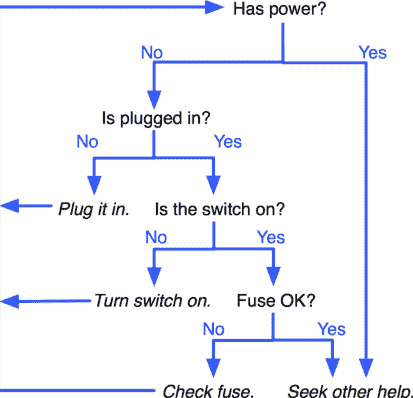 Has power?
No
Yes
Is plugged in?
No
Yes
Plug it in.
Is the switch on?
No
Yes
Turn switch on.
Fuse OK?
No
Yes
Check fuse.
Seek other help.